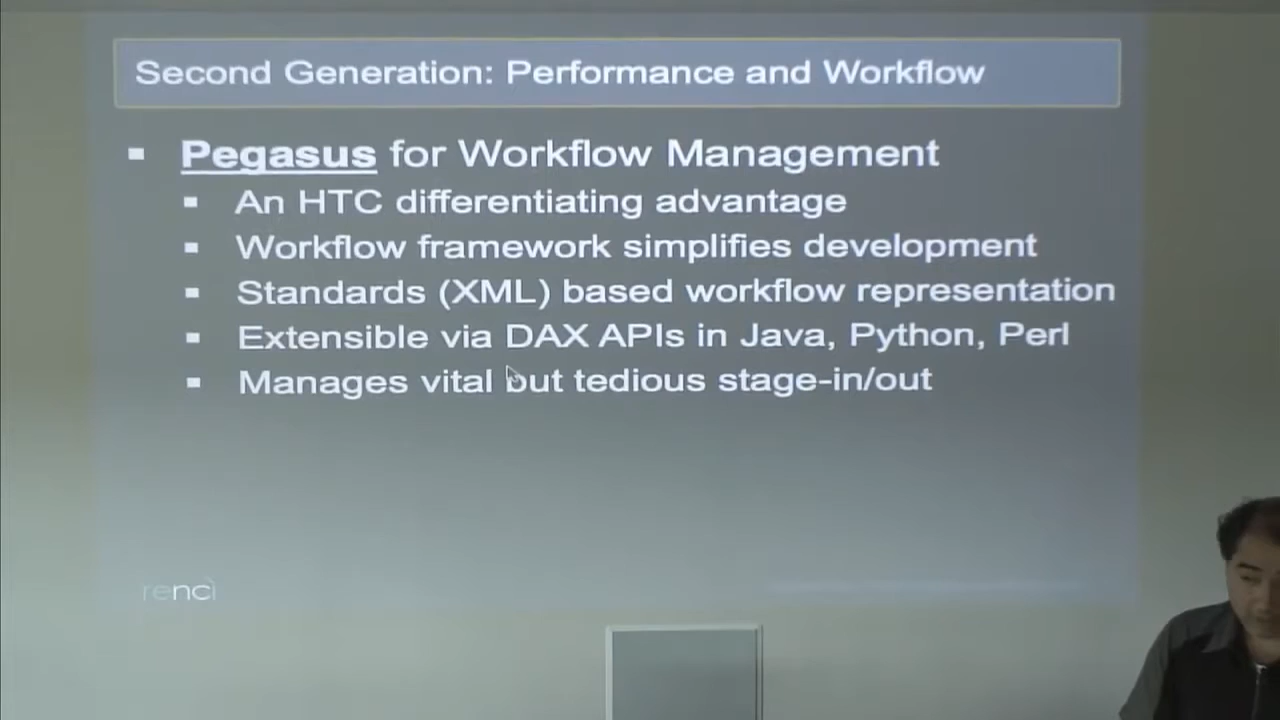 Second Generation: Performance and Workflow
Pegasus for Workflow Management
An HTC differentiating advantage
Workflow framework simplifies development
Standards (XML) based workflow representation
Extensible via DAX APIs in Java, Python, Perl
Manages vital but tedious stage-in/out
renci